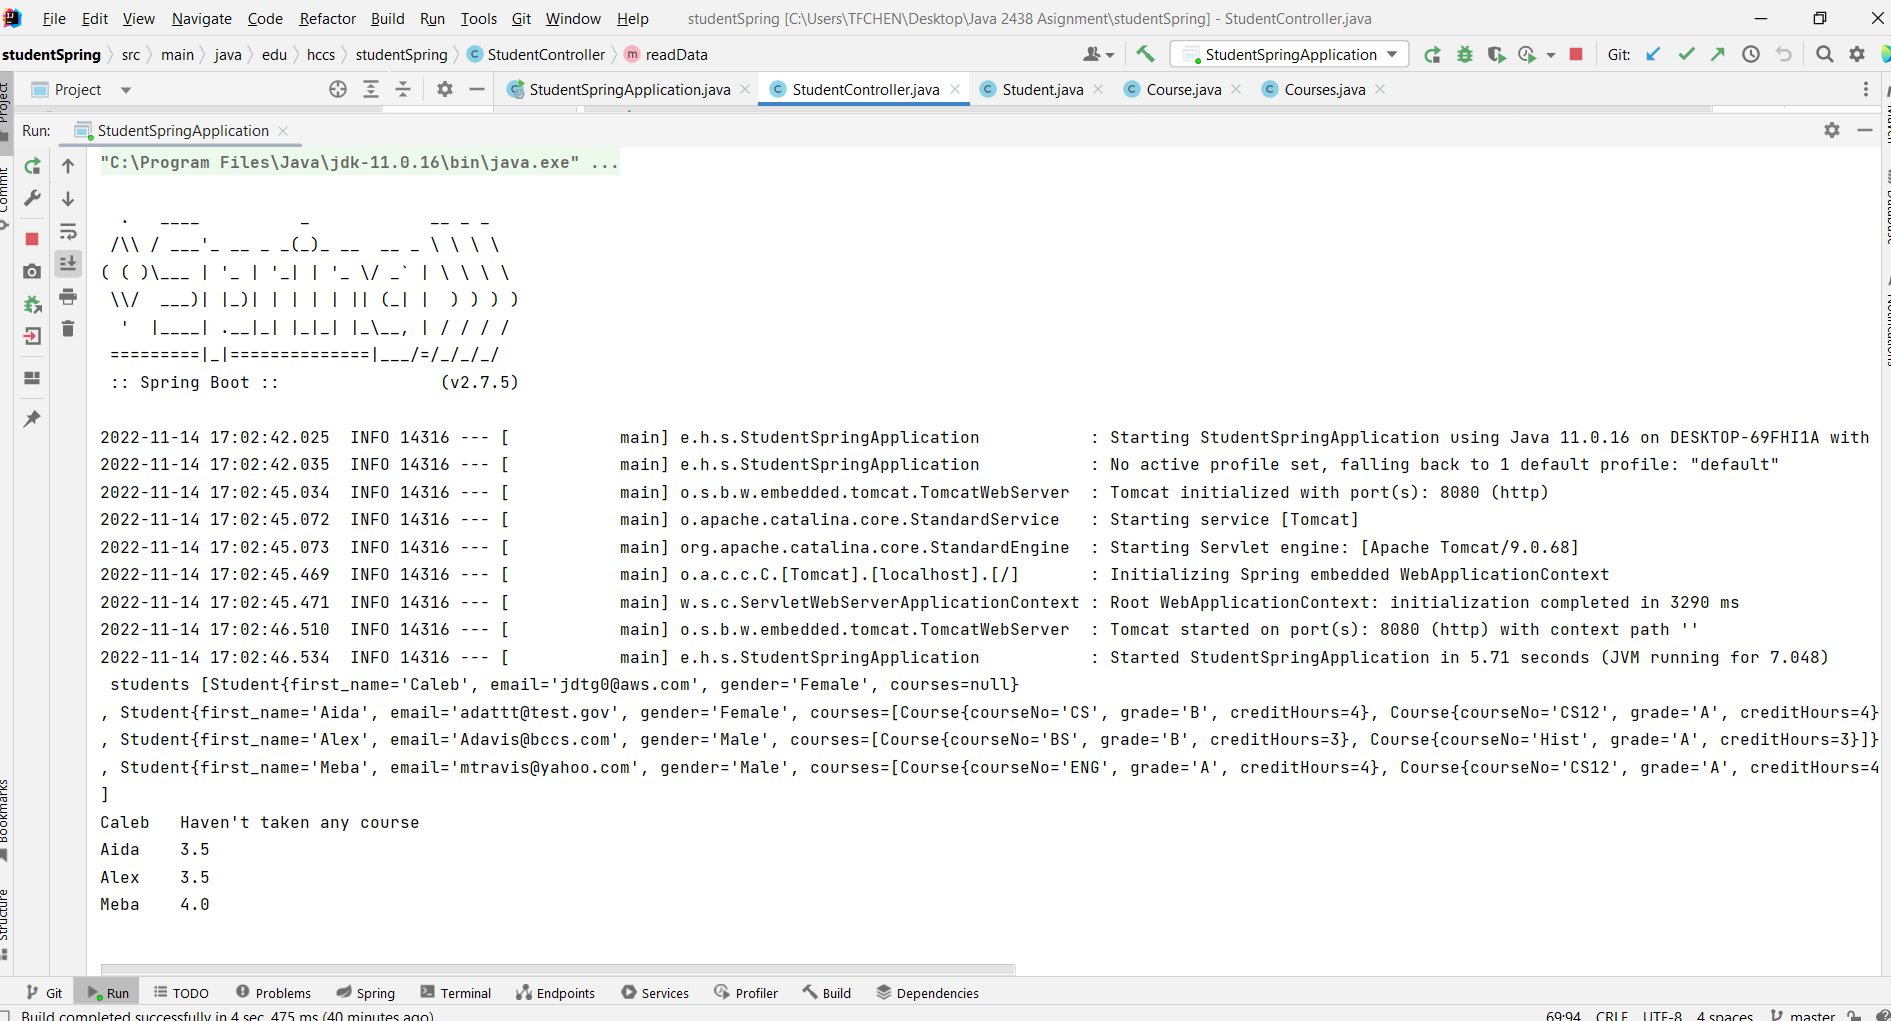 File Edit View Navigate Code Refactor Build Run Tools Git Window Help studentSpring [C:\Users\TFCHEN\Desktop\Java 2438 Asignment\studentSpring] - StudentController.java
studentSpring src main java edu hccs studentSpring StudentController readData StudentSpringApplication Git:
Project StudentSpringApplication.java StudentController.java Student.java Course.java Courses.java
Run: StudentSpringApplication
"C:\Program Files\Java\jdk-11.0.16\bin\java.exe" ...
  .   ____          _            __ _ _
 /\\ / ___'_ __ _ _(_)_ __  __ _ \ \ \ \
( ( )\___ | '_ | '_| | '_ \/ _` | \ \ \ \
 \\/  ___)| |_)| | | | | || (_| |  ) ) ) )
  '  |____| .__|_| |_|_| |_\__, | / / / /
 =========|_|==============|___/=/_/_/_/
 :: Spring Boot ::                (v2.7.5)
2022-11-14 17:02:42.025  INFO 14316 --- [           main] e.h.s.StudentSpringApplication           : Starting StudentSpringApplication using Java 11.0.16 on DESKTOP-69FHI1A with
2022-11-14 17:02:42.035  INFO 14316 --- [           main] e.h.s.StudentSpringApplication           : No active profile set, falling back to 1 default profile: "default"
2022-11-14 17:02:45.034  INFO 14316 --- [           main] o.s.b.w.embedded.tomcat.TomcatWebServer  : Tomcat initialized with port(s): 8080 (http)
2022-11-14 17:02:45.072  INFO 14316 --- [           main] o.apache.catalina.core.StandardService   : Starting service [Tomcat]
2022-11-14 17:02:45.073  INFO 14316 --- [           main] org.apache.catalina.core.StandardEngine  : Starting Servlet engine: [Apache Tomcat/9.0.68]
2022-11-14 17:02:45.469  INFO 14316 --- [           main] o.a.c.c.C.[Tomcat].[localhost].[/]       : Initializing Spring embedded WebApplicationContext
2022-11-14 17:02:45.471  INFO 14316 --- [           main] w.s.c.ServletWebServerApplicationContext : Root WebApplicationContext: initialization completed in 3290 ms
2022-11-14 17:02:46.510  INFO 14316 --- [           main] o.s.b.w.embedded.tomcat.TomcatWebServer  : Tomcat started on port(s): 8080 (http) with context path ''
2022-11-14 17:02:46.534  INFO 14316 --- [           main] e.h.s.StudentSpringApplication           : Started StudentSpringApplication in 5.71 seconds (JVM running for 7.048)
 students [Student{first_name='Caleb', email='jdtg0@aws.com', gender='Female', courses=null}
, Student{first_name='Aida', email='adattt@test.gov', gender='Female', courses=[Course{courseNo='CS', grade='B', creditHours=4}, Course{courseNo='CS12', grade='A', creditHours=4}
, Student{first_name='Alex', email='Adavis@bccs.com', gender='Male', courses=[Course{courseNo='BS', grade='B', creditHours=3}, Course{courseNo='Hist', grade='A', creditHours=3}]}
, Student{first_name='Meba', email='mtravis@yahoo.com', gender='Male', courses=[Course{courseNo='ENG', grade='A', creditHours=4}, Course{courseNo='CS12', grade='A', creditHours=4
]
Caleb   Haven't taken any course
Aida    3.5
Alex    3.5
Meba    4.0
Project
Commit
Bookmarks
Structure
Git Run TODO Problems Spring Terminal Endpoints Services Profiler Build Dependencies
Build completed successfully in 4 sec, 475 ms (40 minutes ago) 69:94 CRLF UTF-8 4 spaces master